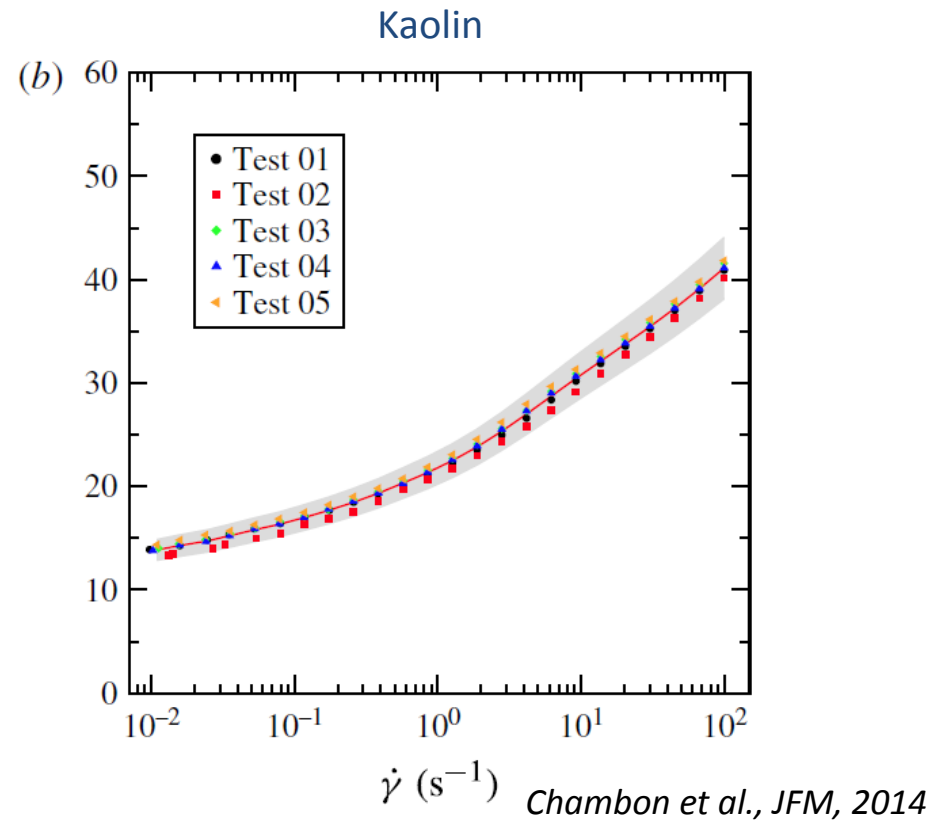 Kaolin
(b)
60
50
40
30
20
10
0
Test 01
Test 02
Test 03
Test 04
Test 05
10⁻² 10⁻¹ 10⁰ 10¹ 10²
γ̇ (s⁻¹)
Chambon et al., JFM, 2014